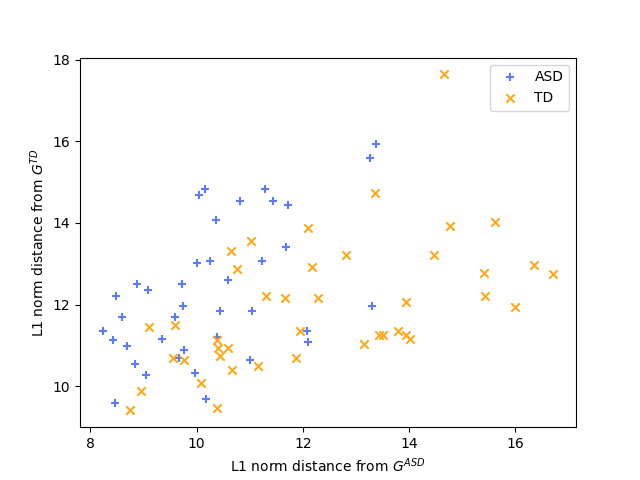 18
16
14
12
10
8
10
12
14
16
L1 norm distance from G^{TD}
L1 norm distance from G^{ASD}
ASD
TD